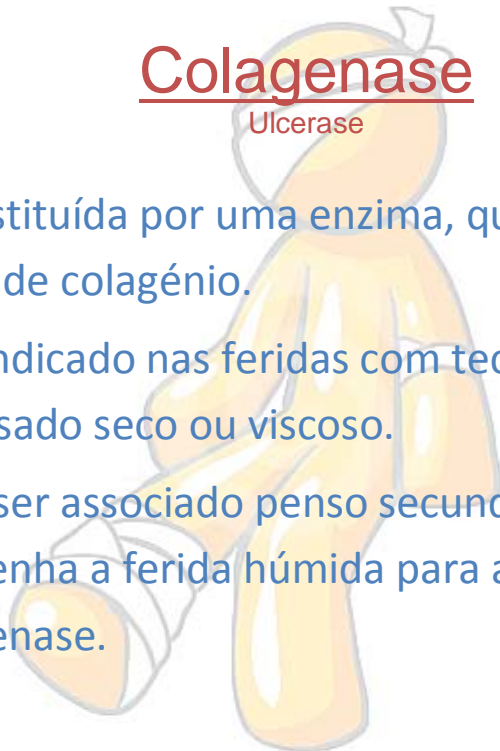 Colagenase
Ulcerase
stituída por uma enzima, qu
de colagénio.
ndicado nas feridas com tec
sado seco ou viscoso.
ser associado penso secund
enha a ferida húmida para a
enase.